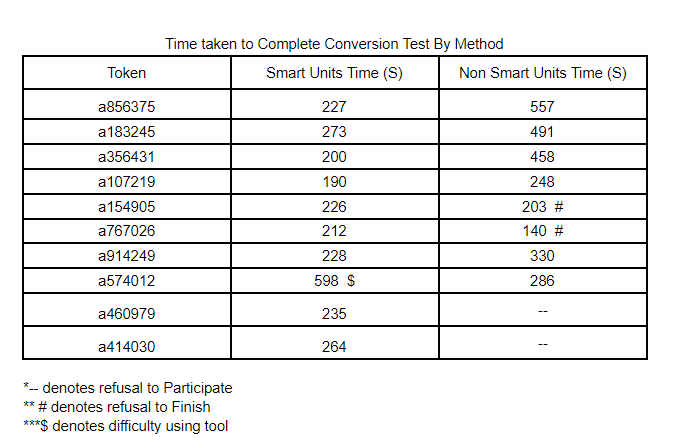 Time taken to Complete Conversion Test By Method
Token Smart Units Time (S) Non Smart Units Time (S)
a856375 227 557
a183245 273 491
a356431 200 458
a107219 190 248
a154905 226 203 #
a767026 212 140 #
a914249 228 330
a574012 598 $ 286
a460979 235 --
a414030 264 --
*-- denotes refusal to Participate
** # denotes refusal to Finish
***$ denotes difficulty using tool